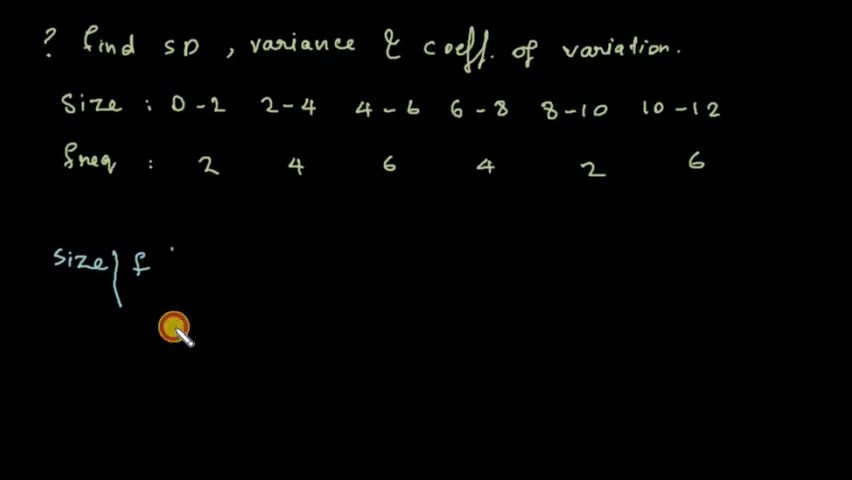 ? find SD , variance & coeff. of variation.
Size : 0-2 2-4 4-6 6-8 8-10 10-12
freq : 2 4 6 4 2 6
Size | f